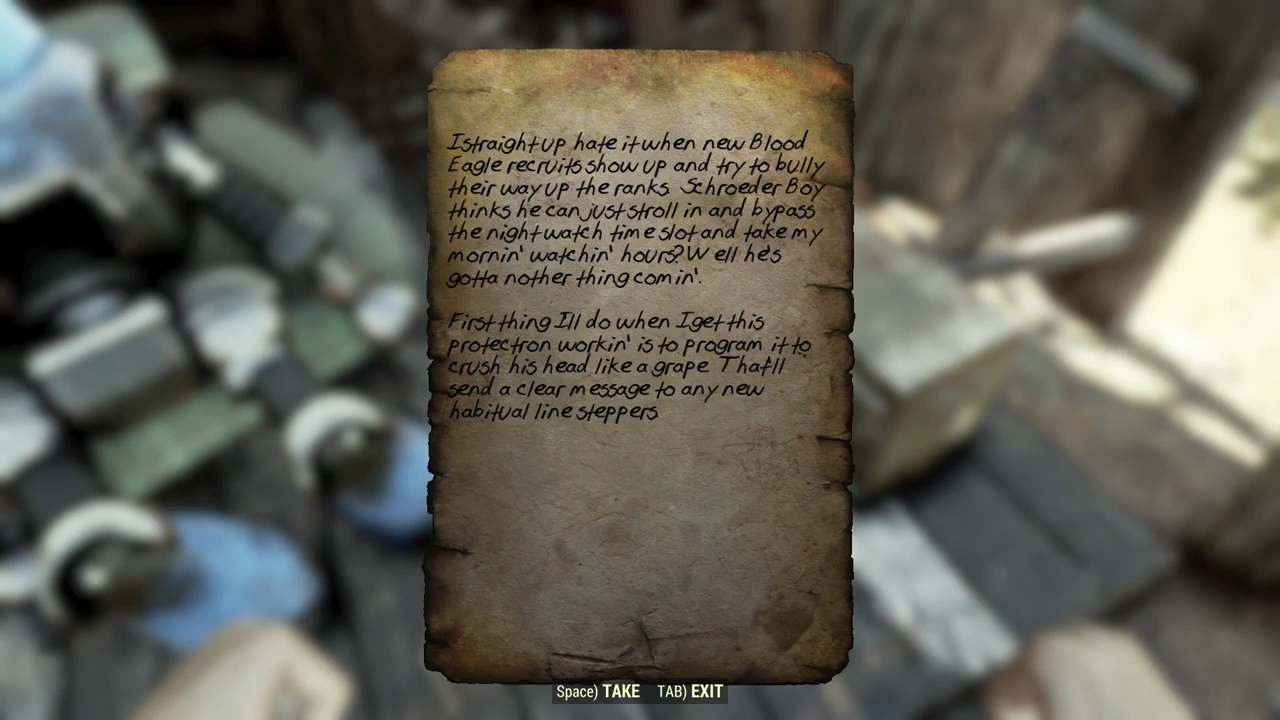 I straight up hate it when new Blood
Eagle recruits show up and try to bully
their way up the ranks. Schroeder Boy
thinks he can just stroll in and bypass
the night watch time slot and take my
mornin' watchin' hours? Well he's
gotta nother thing comin'.
First thing I'll do when I get this
protectron workin' is to program it to
crush his head like a grape. That'll
send a clear message to any new
habitual line steppers
Space) TAKE TAB) EXIT